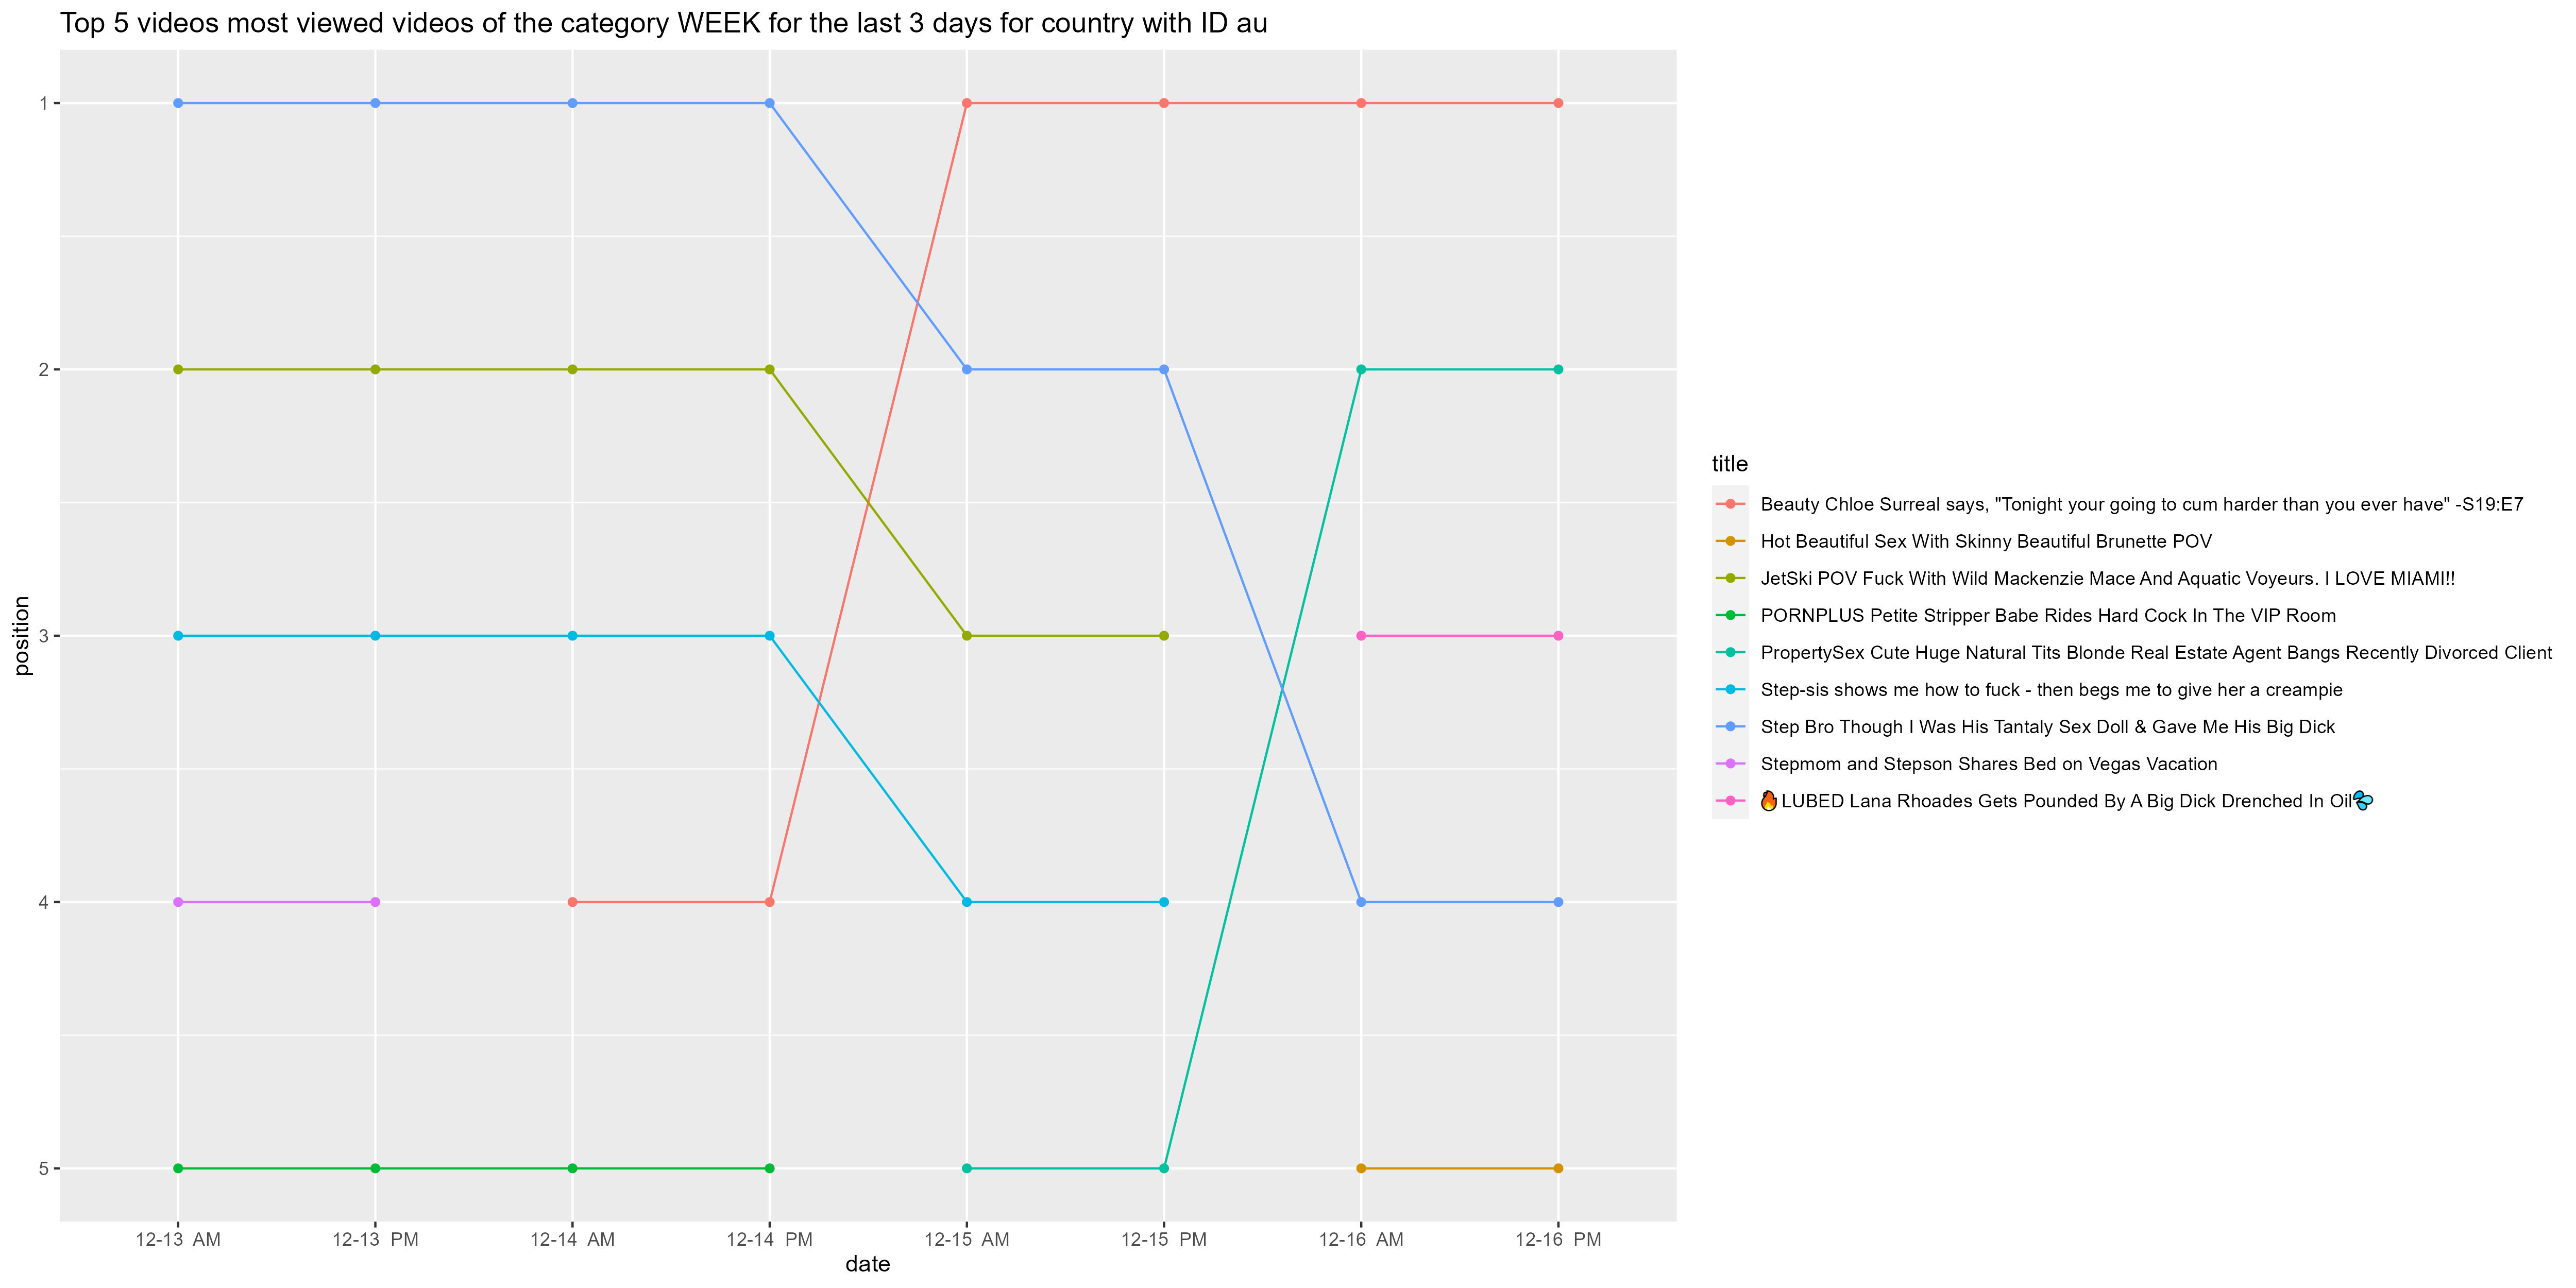 Top 5 videos most viewed videos of the category WEEK for the last 3 days for country with ID au
position
1
2
3
4
5
12-13 AM
12-13 PM
12-14 AM
12-14 PM
12-15 AM
12-15 PM
12-16 AM
12-16 PM
date
title
Beauty Chloe Surreal says, "Tonight your going to cum harder than you ever have" -S19:E7
Hot Beautiful Sex With Skinny Beautiful Brunette POV
JetSki POV Fuck With Wild Mackenzie Mace And Aquatic Voyeurs. I LOVE MIAMI!!
PORNPLUS Petite Stripper Babe Rides Hard Cock In The VIP Room
PropertySex Cute Huge Natural Tits Blonde Real Estate Agent Bangs Recently Divorced Client
Step-sis shows me how to fuck - then begs me to give her a creampie
Step Bro Though I Was His Tantaly Sex Doll & Gave Me His Big Dick
Stepmom and Stepson Shares Bed on Vegas Vacation
🔥LUBED Lana Rhoades Gets Pounded By A Big Dick Drenched In Oil💦